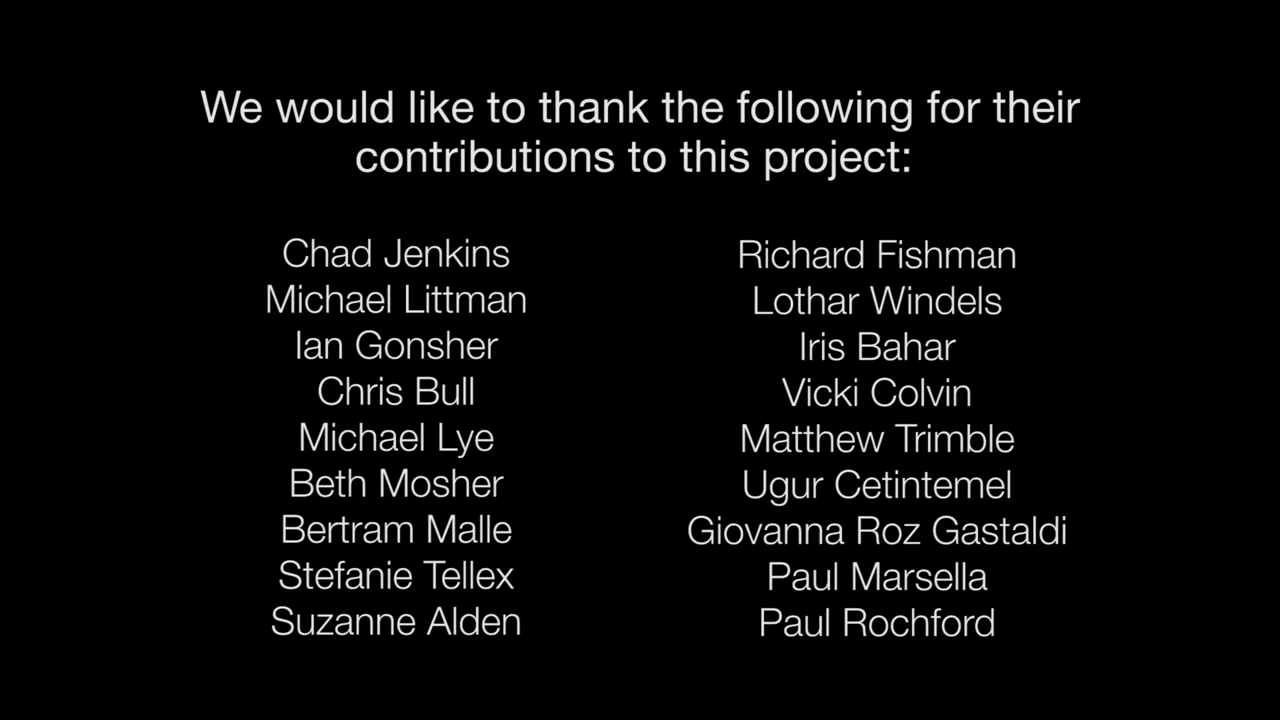 We would like to thank the following for their
contributions to this project:
Chad Jenkins
Michael Littman
Ian Gonsher
Chris Bull
Michael Lye
Beth Mosher
Bertram Malle
Stefanie Tellex
Suzanne Alden
Richard Fishman
Lothar Windels
Iris Bahar
Vicki Colvin
Matthew Trimble
Ugur Cetintemel
Giovanna Roz Gastaldi
Paul Marsella
Paul Rochford